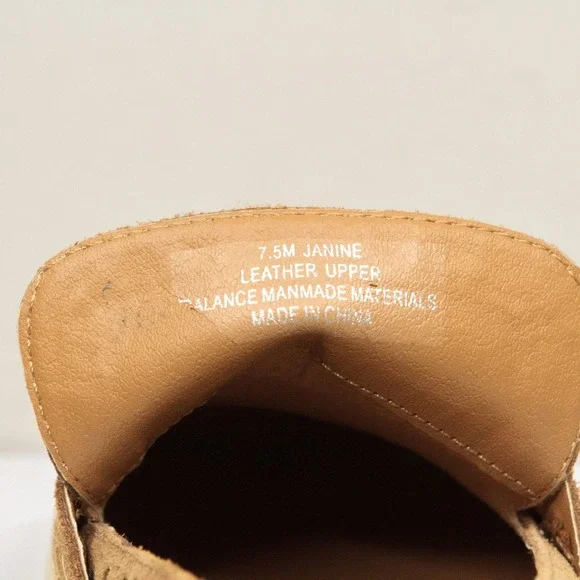 7.5M JANINE
LEATHER UPPER
BALANCE MANMADE MATERIALS
MADE IN CHINA